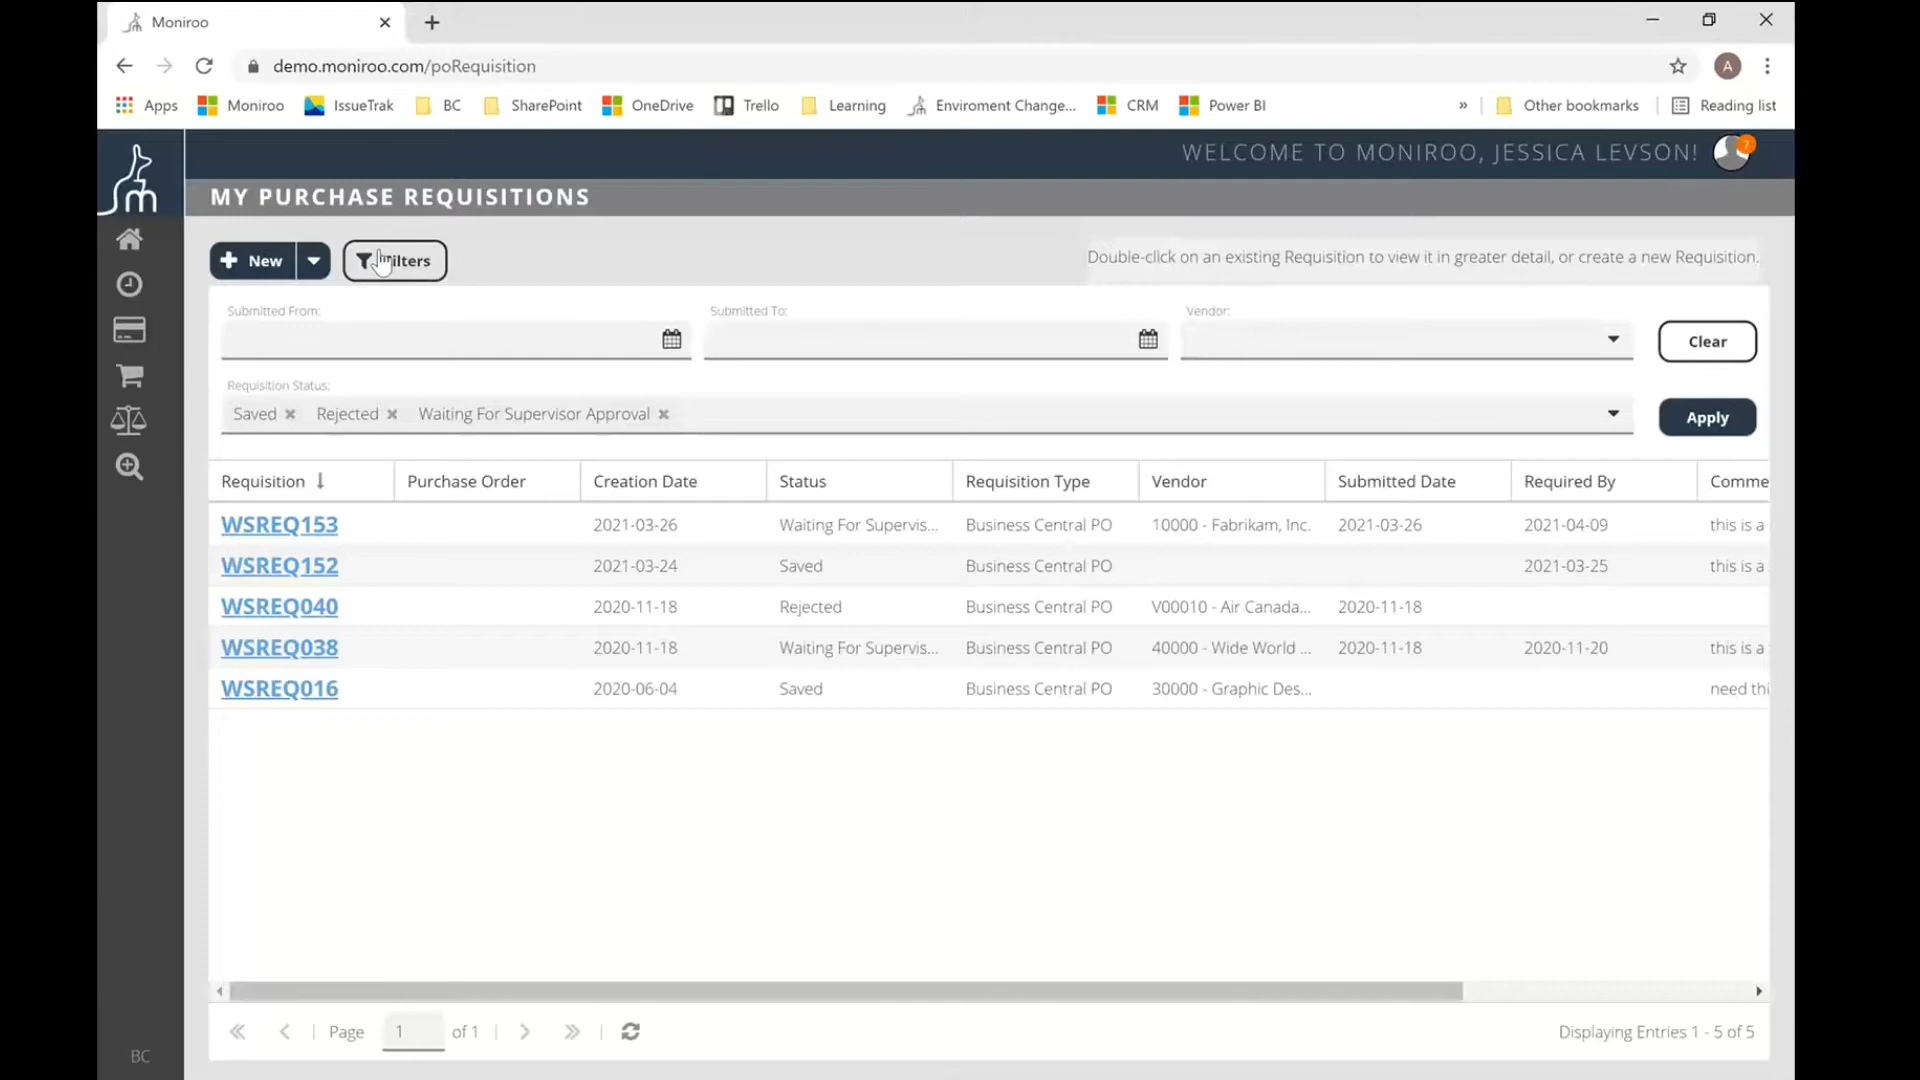 Moniroo
demo.moniroo.com/poRequisition
A
Apps Moniroo IssueTrak BC SharePoint OneDrive Trello Learning Enviroment Change... CRM Power BI » Other bookmarks Reading list
WELCOME TO MONIROO, JESSICA LEVSON! 7
m
MY PURCHASE REQUISITIONS
New
Double-click on an existing Requisition to view it in greater detail, or create a new Requisition.
Submitted From: Submitted To: Vendor:
Clear
Requisition Status:
Saved Rejected Waiting For Supervisor Approval
Apply
Requisition Purchase Order Creation Date Status Requisition Type Vendor Submitted Date Required By Comme
WSREQ153 2021-03-26 Waiting For Supervis... Business Central PO 10000 - Fabrikam, Inc. 2021-03-26 2021-04-09 this is a
WSREQ152 2021-03-24 Saved Business Central PO 2021-03-25 this is a
WSREQ040 2020-11-18 Rejected Business Central PO V00010 - Air Canada... 2020-11-18
WSREQ038 2020-11-18 Waiting For Supervis... Business Central PO 40000 - Wide World ... 2020-11-18 2020-11-20 this is a
WSREQ016 2020-06-04 Saved Business Central PO 30000 - Graphic Des... need thi
Page 1 of 1
Displaying Entries 1 - 5 of 5
BC